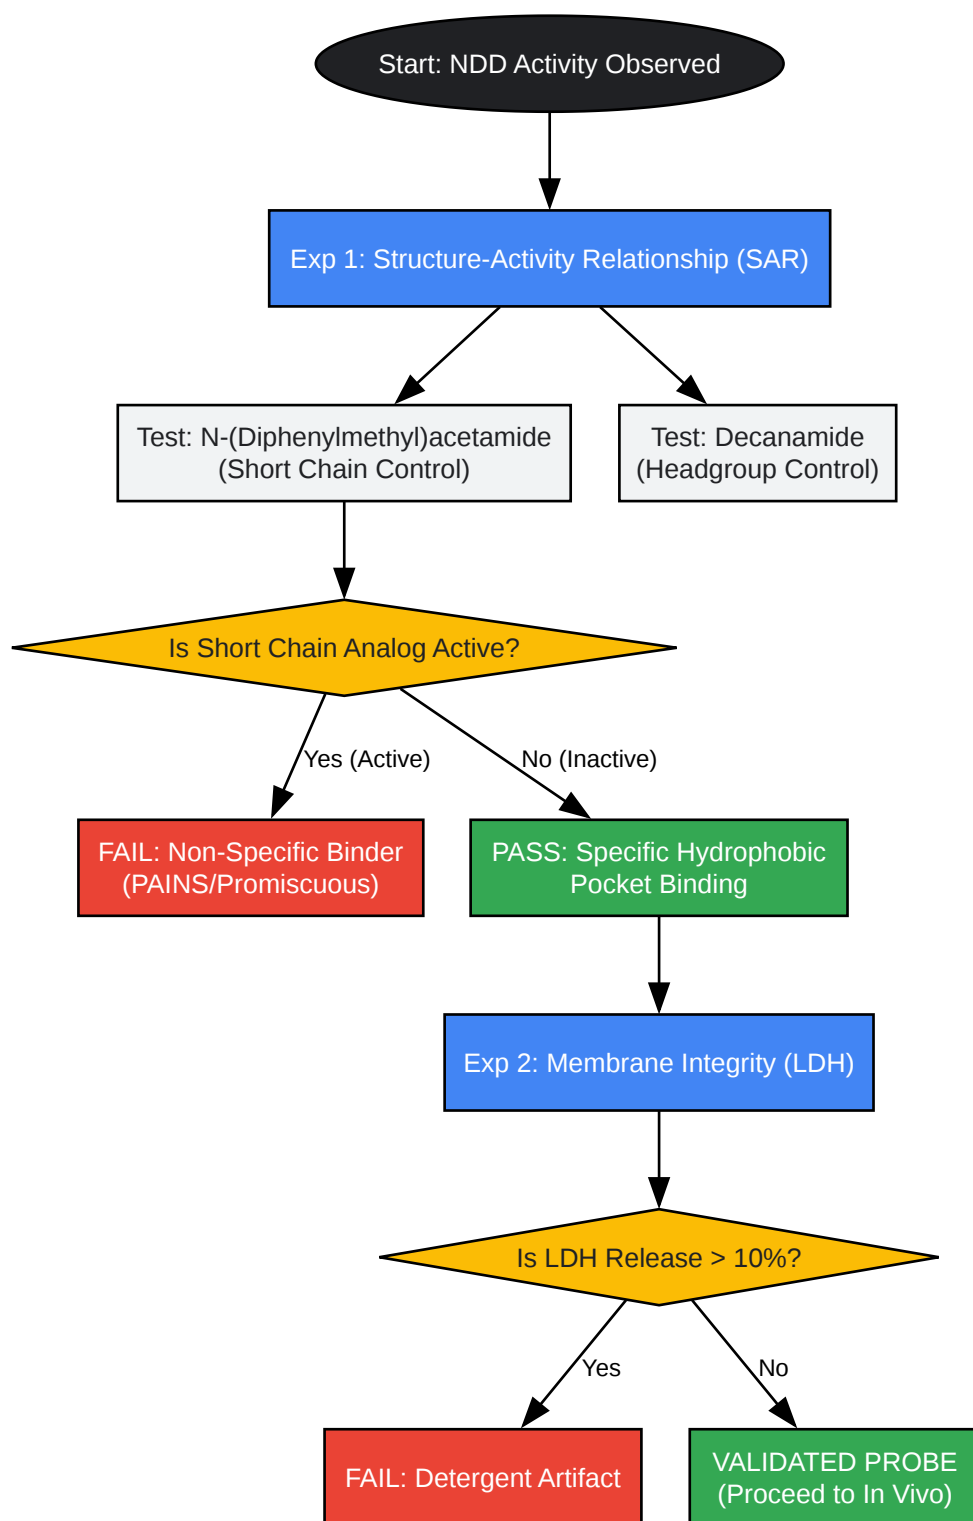 Start: NDD Activity Observed
Exp 1: Structure-Activity Relationship (SAR)
Test: N-(Diphenylmethyl)acetamide
(Short Chain Control)
Test: Decanamide
(Headgroup Control)
Is Short Chain Analog Active?
Yes (Active)
No (Inactive)
FAIL: Non-Specific Binder
(PAINS/Promiscuous)
PASS: Specific Hydrophobic
Pocket Binding
Exp 2: Membrane Integrity (LDH)
Is LDH Release > 10%?
Yes
No
FAIL: Detergent Artifact
VALIDATED PROBE
(Proceed to In Vivo)